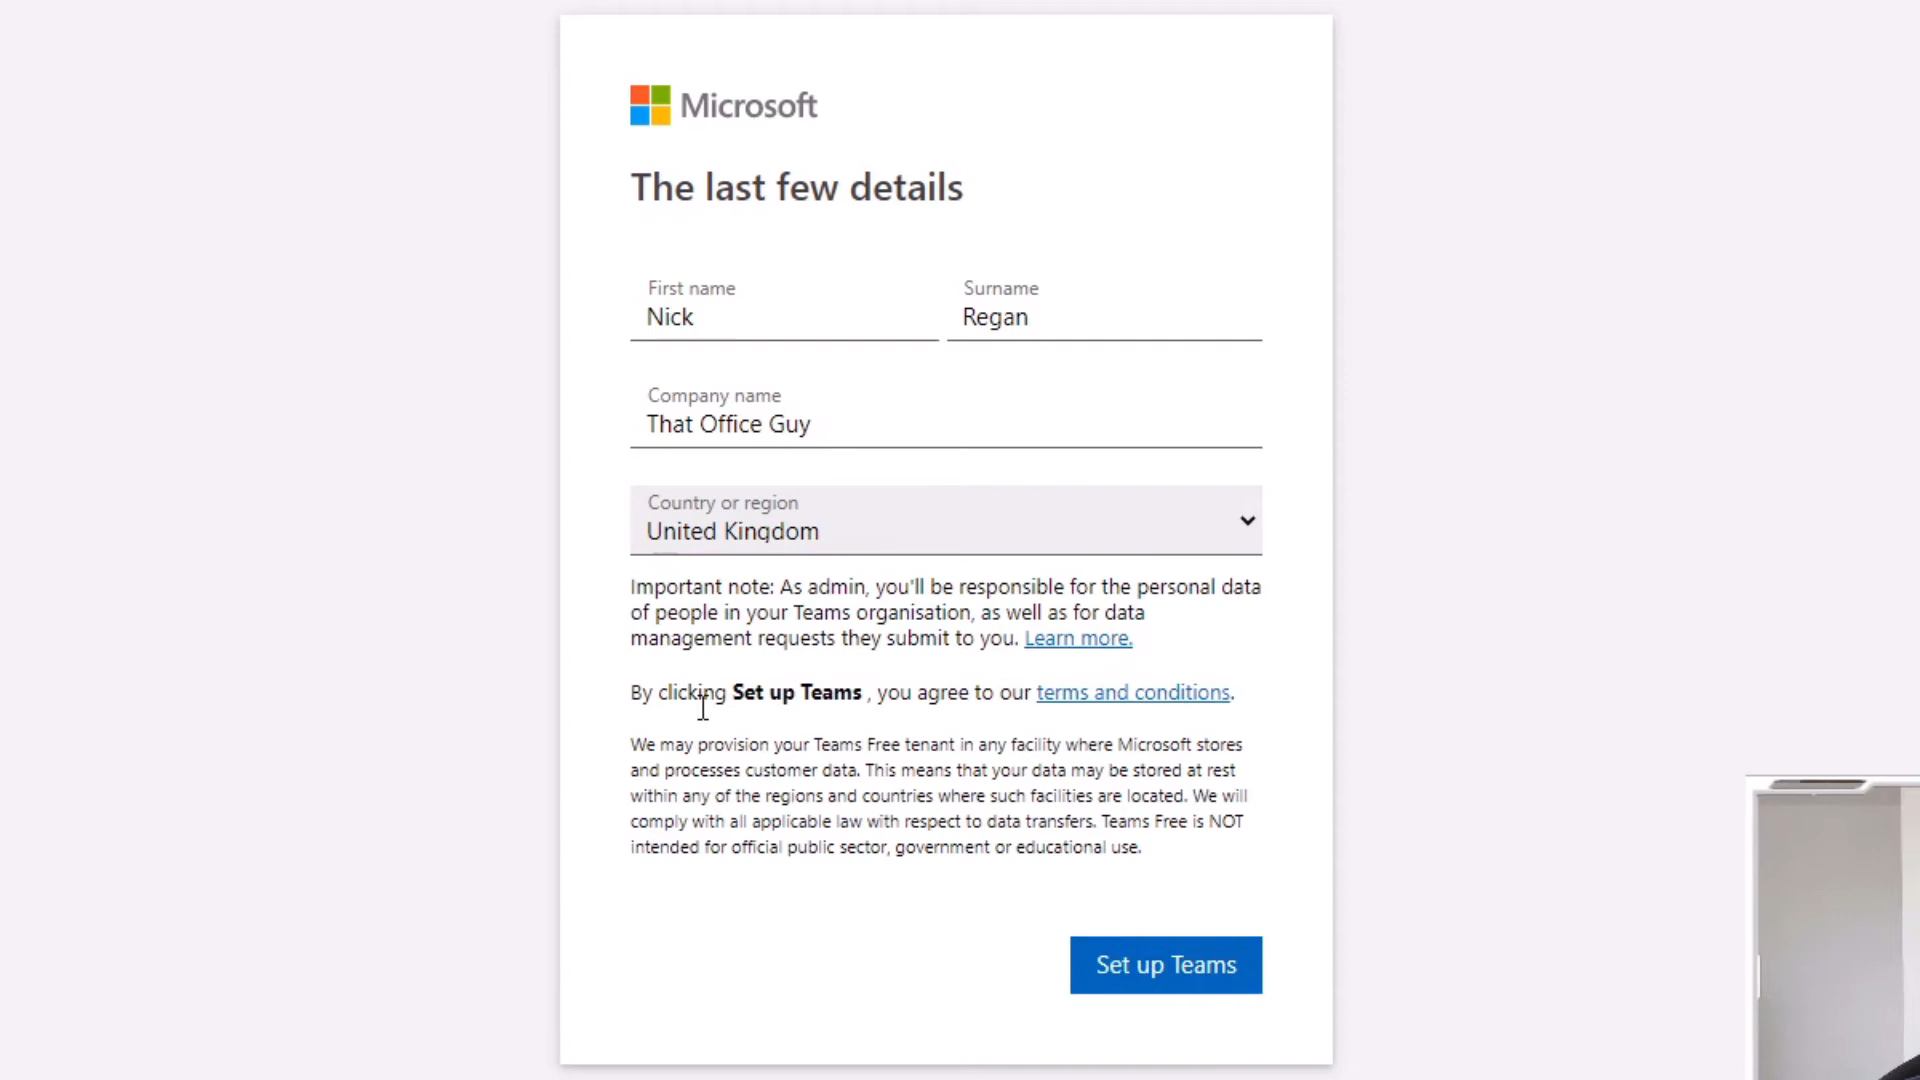 Microsoft
The last few details
First name
Nick
Surname
Regan
Company name
That Office Guy
Country or region
United Kingdom
Important note: As admin, you'll be responsible for the personal data
of people in your Teams organisation, as well as for data
management requests they submit to you. Learn more.
By clicking Set up Teams , you agree to our terms and conditions.
We may provision your Teams Free tenant in any facility where Microsoft stores
and processes customer data. This means that your data may be stored at rest
within any of the regions and countries where such facilities are located. We will
comply with all applicable law with respect to data transfers. Teams Free is NOT
intended for official public sector, government or educational use.
Set up Teams